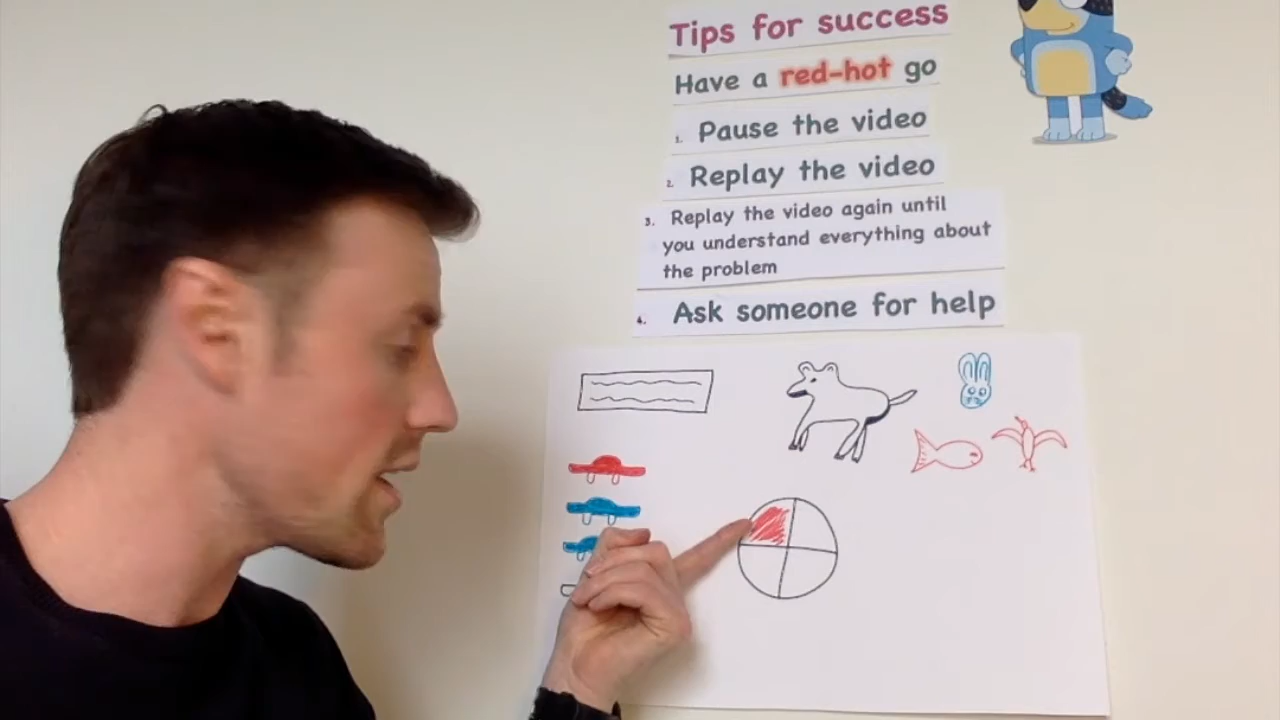 Tips for success
Have a red-hot go
1. Pause the video
2. Replay the video
3. Replay the video again until
you understand everything about
the problem
4. Ask someone for help